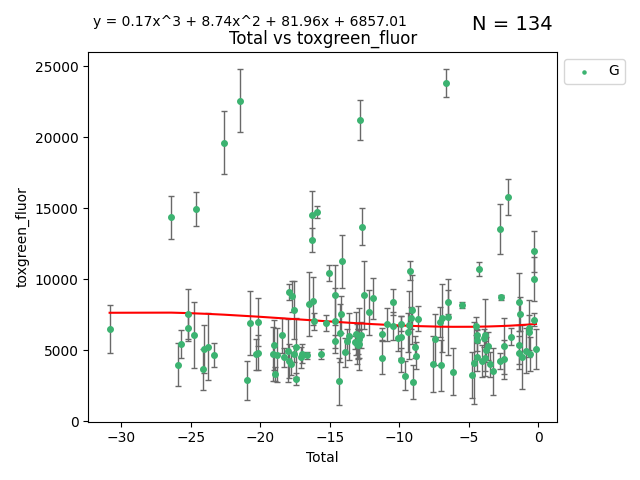 y = 0.17x^3 + 8.74x^2 + 81.96x + 6857.01
N = 134
Total vs toxgreen_fluor
G
25000
20000
15000
10000
5000
0
toxgreen_fluor
−30 −25 −20 −15 −10 −5 0
Total